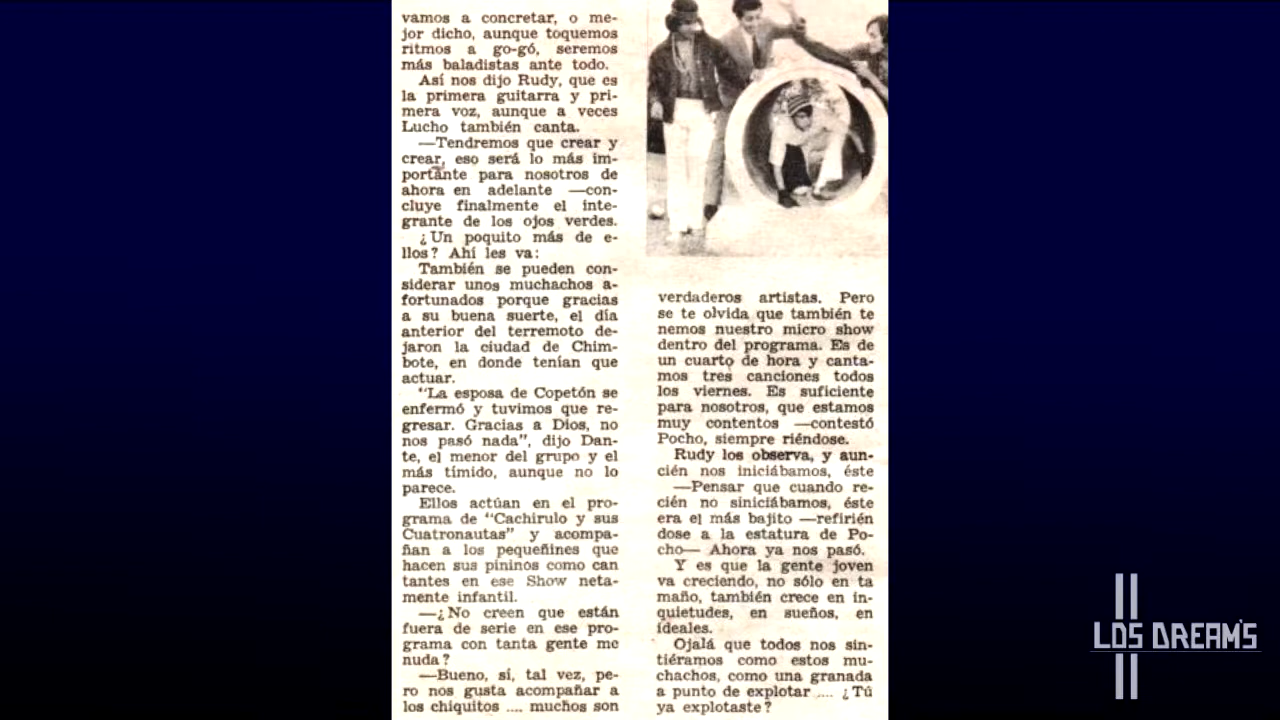 vamos a concretar, o me-
jor dicho, aunque toquemos
ritmos a go-gó, seremos
más baladistas ante todo.
Así nos dijo Rudy, que es
la primera guitarra y pri-
mera voz, aunque a veces
Lucho también canta.
—Tendremos que crear y
crear, eso será lo más im-
portante para nosotros de
ahora en adelante —con-
cluye finalmente el inte-
grante de los ojos verdes.
¿Un poquito más de e-
llos? Ahí les va:
También se pueden con-
siderar unos muchachos a-
fortunados porque gracias
a su buena suerte, el día
anterior del terremoto de-
jaron la ciudad de Chim-
bote, en donde tenían que
actuar.
"La esposa de Copetón se
enfermó y tuvimos que re-
gresar. Gracias a Dios, no
nos pasó nada", dijo Dan-
te, el menor del grupo y el
más tímido, aunque no lo
parece.
Ellos actúan en el pro-
grama de "Cachirulo y sus
Cuatronautas" y acompa-
ñan a los pequeñines que
hacen sus pininos como can
tantes en ese Show neta-
mente infantil.
—¿No creen que están
fuera de serie en ese pro-
grama con tanta gente me
nuda?
—Bueno, sí, tal vez, pe-
ro nos gusta acompañar a
los chiquitos .... muchos son
verdaderos artistas. Pero
se te olvida que también te
nemos nuestro micro show
dentro del programa. Es de
un cuarto de hora y canta-
mos tres canciones todos
los viernes. Es suficiente
para nosotros, que estamos
muy contentos —contestó
Pocho, siempre riéndose.
Rudy los observa, y aun-
cién nos iniciábamos, éste
—Pensar que cuando re-
cién no siniciábamos, éste
era el más bajito —refirién
dose a la estatura de Po-
cho— Ahora ya nos pasó.
Y es que la gente joven
va creciendo, no sólo en ta
maño, también crece en in-
quietudes, en sueños, en
ideales.
Ojalá que todos nos sin-
tiéramos como estos mu-
chachos, como una granada
a punto de explotar .... ¿Tú
ya explotaste?
LOS DREAM'S